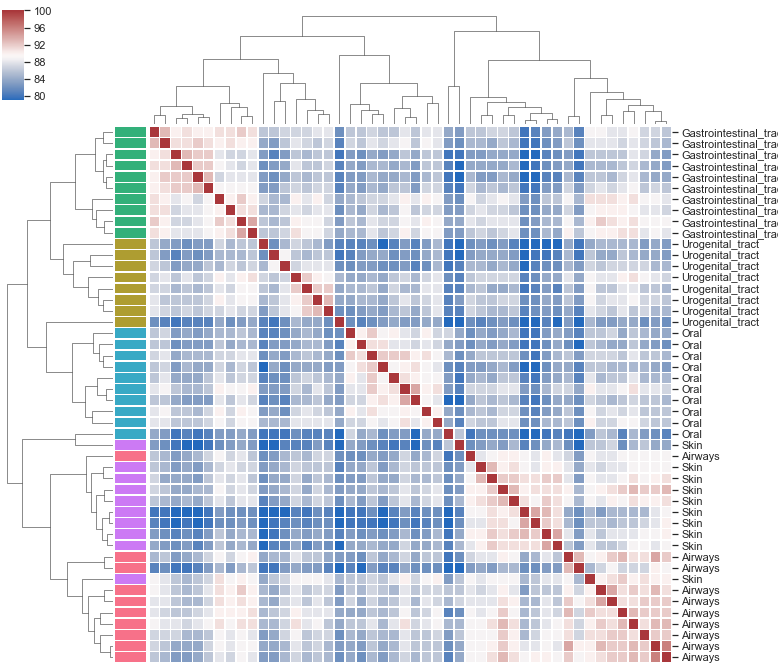 100
96
92
88
84
80
Gastrointestinal_trac
Gastrointestinal_trac
Gastrointestinal_trac
Gastrointestinal_trac
Gastrointestinal_trac
Gastrointestinal_trac
Gastrointestinal_trac
Gastrointestinal_trac
Gastrointestinal_trac
Gastrointestinal_trac
Urogenital_tract
Urogenital_tract
Urogenital_tract
Urogenital_tract
Urogenital_tract
Urogenital_tract
Urogenital_tract
Urogenital_tract
Oral
Oral
Oral
Oral
Oral
Oral
Oral
Oral
Oral
Oral
Skin
Airways
Skin
Skin
Skin
Skin
Skin
Skin
Skin
Skin
Airways
Airways
Skin
Airways
Airways
Airways
Airways
Airways
Airways
Airways